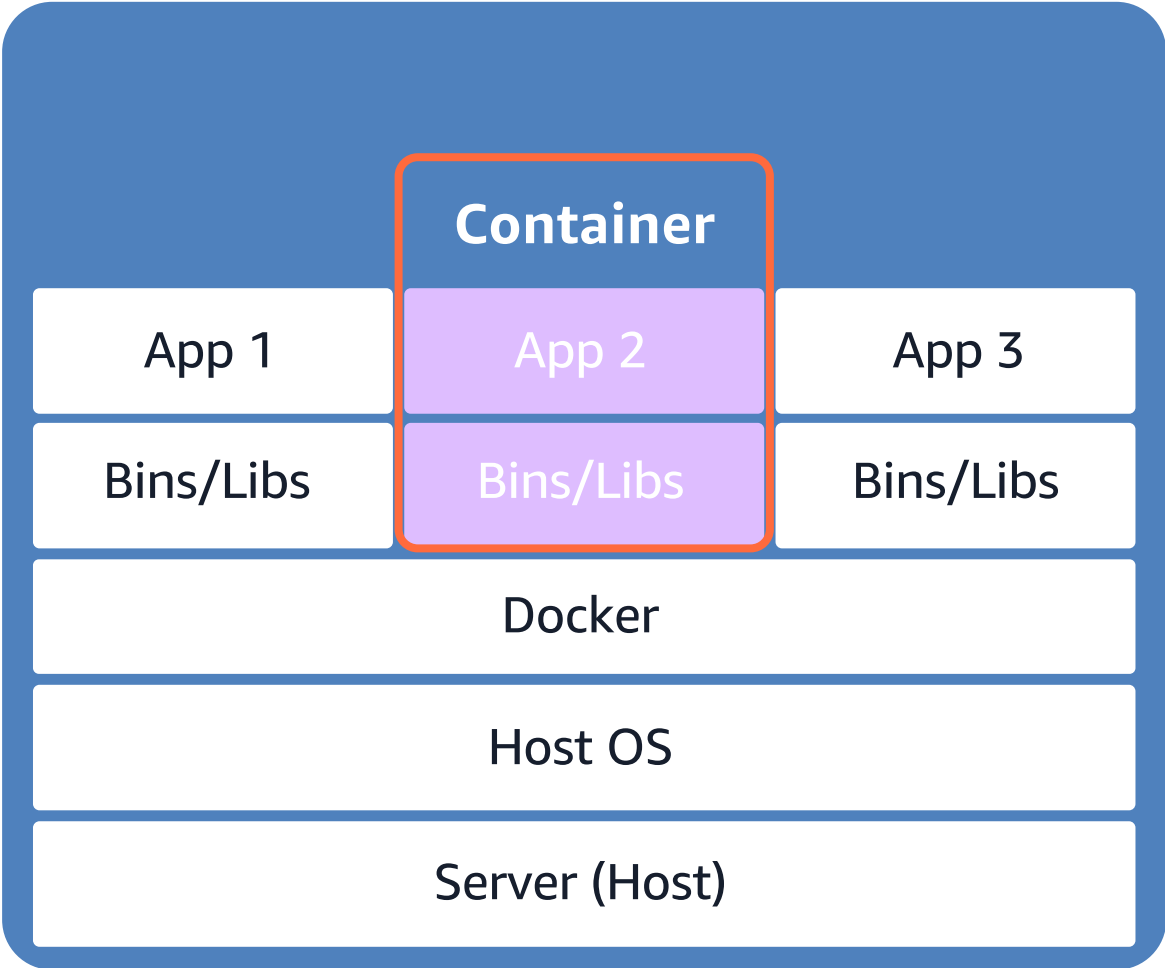 Container
App 1
App 2
App 3
Bins/Libs
Bins/Libs
Bins/Libs
Docker
Host OS
Server (Host)